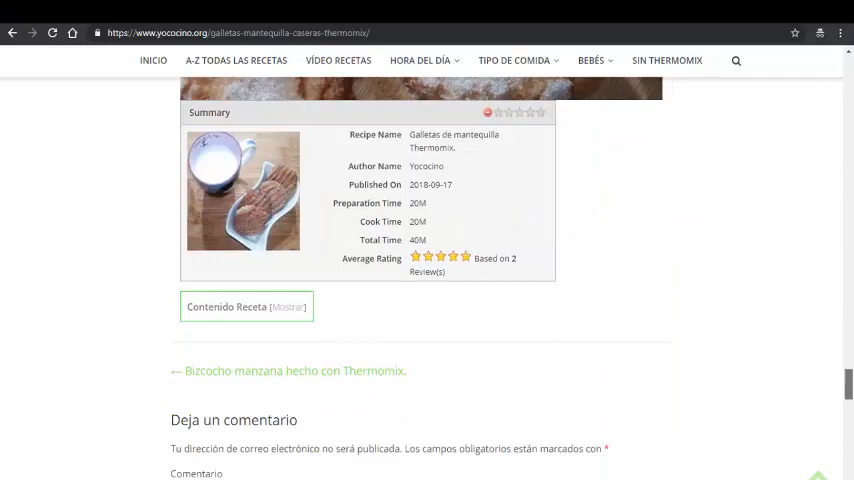 https://www.yococino.org/galletas-mantequilla-caseras-thermomix/
INICIO A-Z TODAS LAS RECETAS VÍDEO RECETAS HORA DEL DÍA TIPO DE COMIDA BEBÉS SIN THERMOMIX
Summary
Recipe Name Galletas de mantequilla
Thermomix.
Author Name Yococino
Published On 2018-09-17
Preparation Time 20M
Cook Time 20M
Total Time 40M
Average Rating Based on 2
Review(s)
Contenido Receta [Mostrar]
← Bizcocho manzana hecho con Thermomix.
Deja un comentario
Tu dirección de correo electrónico no será publicada. Los campos obligatorios están marcados con *
Comentario